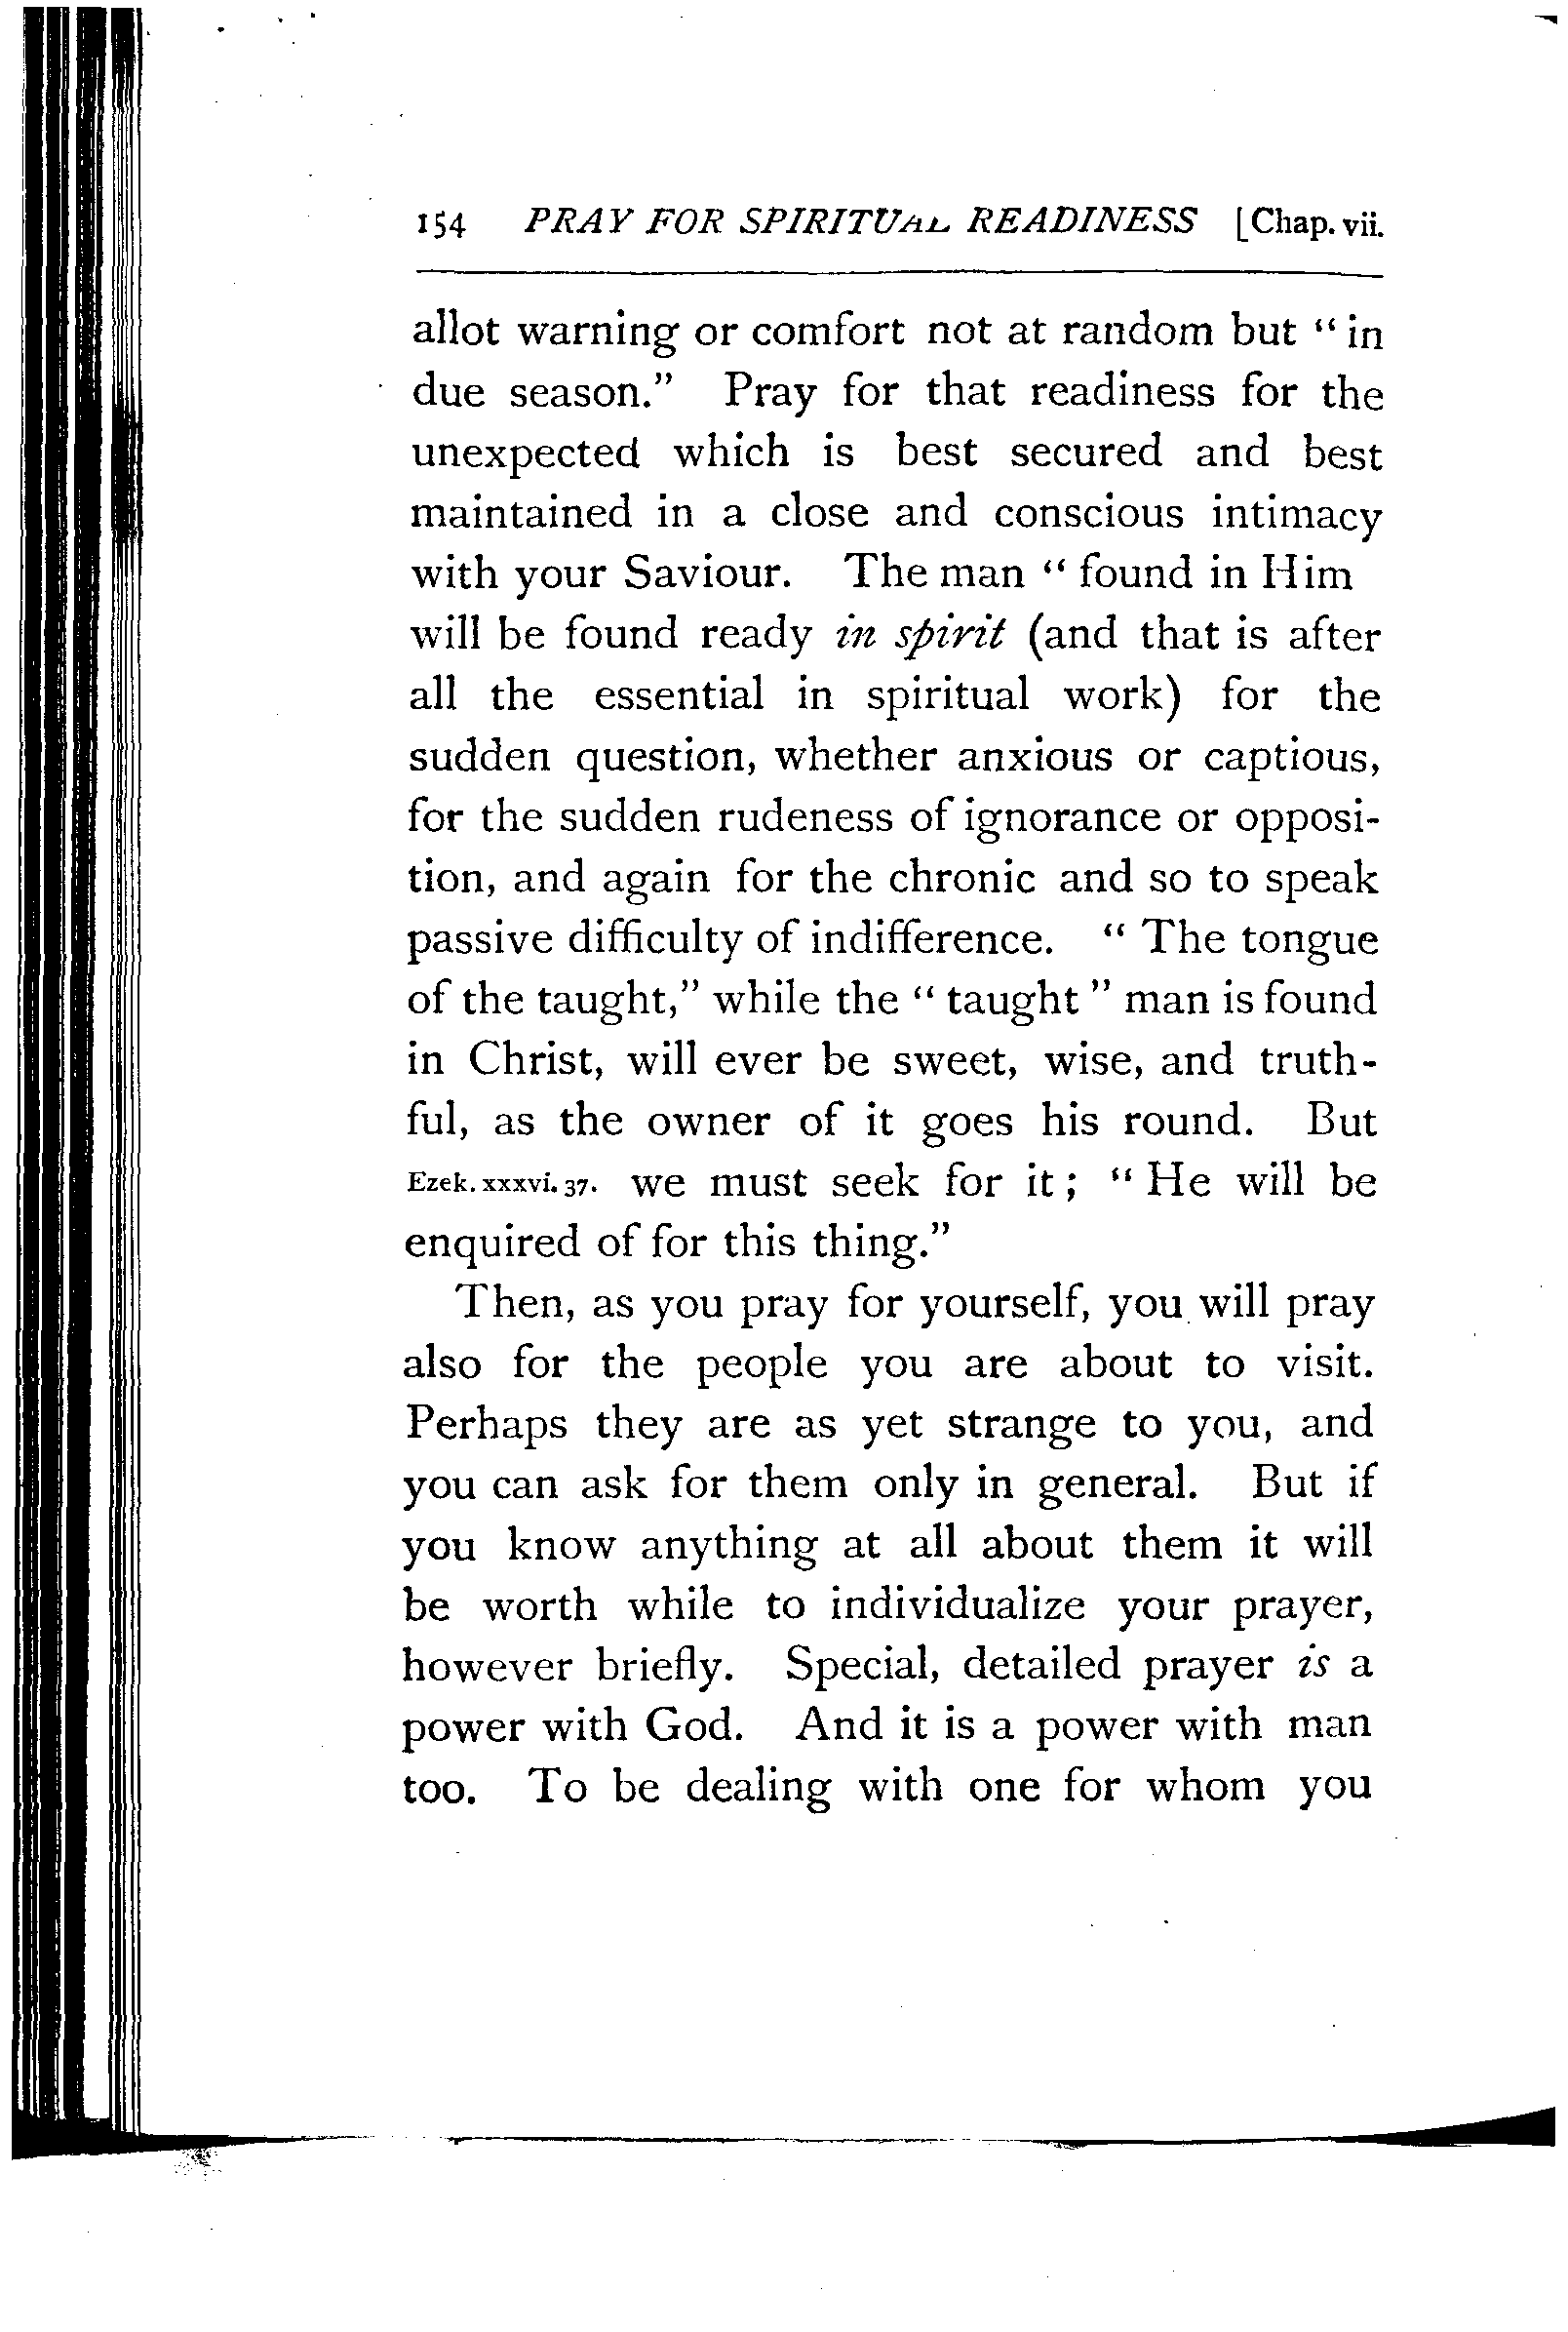 154 PRAY FOR SPIRITUAL READINESS [Chap. vii.
allot warning or comfort not at random but “ in
due season.” Pray for that readiness for the
unexpected which is best secured and best
maintained in a close and conscious intimacy
with your Saviour. The man “ found in Him
will be found ready in spirit (and that is after
all the essential in spiritual work) for the
sudden question, whether anxious or captious,
for the sudden rudeness of ignorance or opposi-
tion, and again for the chronic and so to speak
passive difficulty of indifference. “ The tongue
of the taught,” while the “ taught ” man is found
in Christ, will ever be sweet, wise, and truth-
ful, as the owner of it goes his round. But
Ezek. xxxvi. 37. we must seek for it ; “ He will be
enquired of for this thing.”
Then, as you pray for yourself, you will pray
also for the people you are about to visit.
Perhaps they are as yet strange to you, and
you can ask for them only in general. But if
you know anything at all about them it will
be worth while to individualize your prayer,
however briefly. Special, detailed prayer is a
power with God. And it is a power with man
too. To be dealing with one for whom you